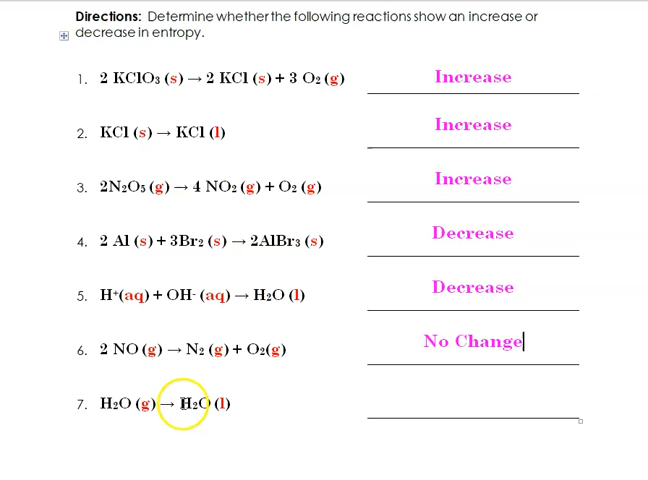 Directions: Determine whether the following reactions show an increase or
decrease in entropy.
1. 2 KClO₃ (s) → 2 KCl (s) + 3 O₂ (g) Increase
2. KCl (s) → KCl (l) Increase
3. 2N₂O₅ (g) → 4 NO₂ (g) + O₂ (g) Increase
4. 2 Al (s) + 3Br₂ (s) → 2AlBr₃ (s) Decrease
5. H⁺(aq) + OH⁻ (aq) → H₂O (l) Decrease
6. 2 NO (g) → N₂ (g) + O₂(g) No Change
7. H₂O (g) → H₂O (l)